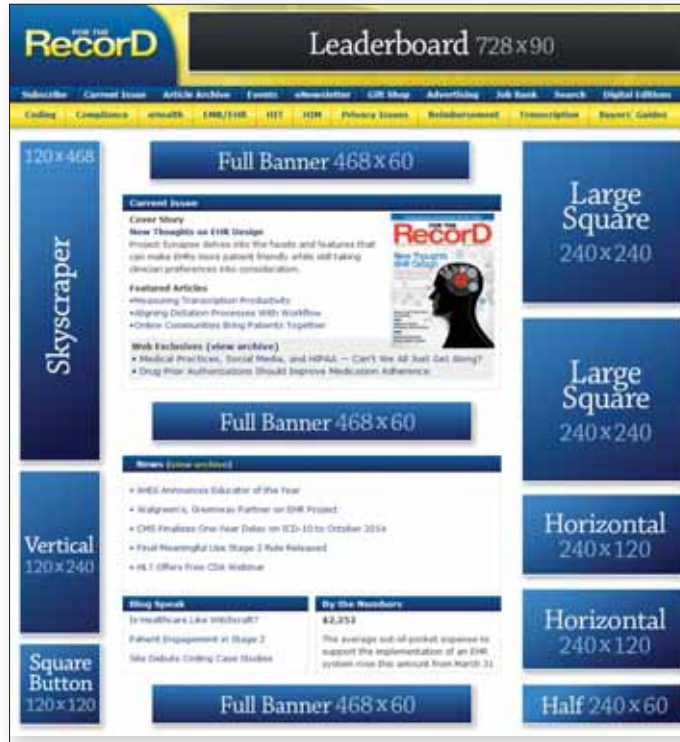 FOR THE
RecorD
Leaderboard 728x90
Subscribe Current Issue Article Archive Events eNewsletter Gift Shop Advertising Job Bank Search Digital Editions
Coding Compliance eHealth EMR/EHR HIT HIM Privacy Issues Reimbursement Transcription Buyers' Guides
120x468
Skyscraper
Full Banner 468x60
Large
Square
240x240
Current Issue
Cover Story
New Thoughts on EHR Design
Project Synapse delves into the facets and features that
can make EHRs more patient friendly while still taking
clinician preferences into consideration.
Featured Articles
•Measuring Transcription Productivity
•Aligning Dictation Processes With Workflow
•Online Communities Bring Patients Together
FOR THE
RecorD
New Thoughts
With Design
Web Exclusives (view archive)
• Medical Practices, Social Media, and HIPAA — Can't We All Just Get Along?
• Drug Prior Authorizations Should Improve Medication Adherence
Large
Square
240x240
Full Banner 468x60
News (view archive)
• AHDI Announces Educator of the Year
• Walgreen's, Greenway Partner on EHR Project
• CMS Finalizes One-Year Delay on ICD-10 to October 2014
• Final Meaningful Use Stage 2 Rule Released
• HL7 Offers Free CDA Webinar
Vertical
120x240
Horizontal
240x120
Blog Speak
Is Healthcare Like Witchcraft?
Patient Engagement in Stage 2
Site Debuts Coding Case Studies
By the Numbers
$2,253
The average out-of-pocket expense to
support the implementation of an EHR
system rose this amount from March 31
Horizontal
240x120
Square
Button
120x120
Full Banner 468x60
Half 240x60